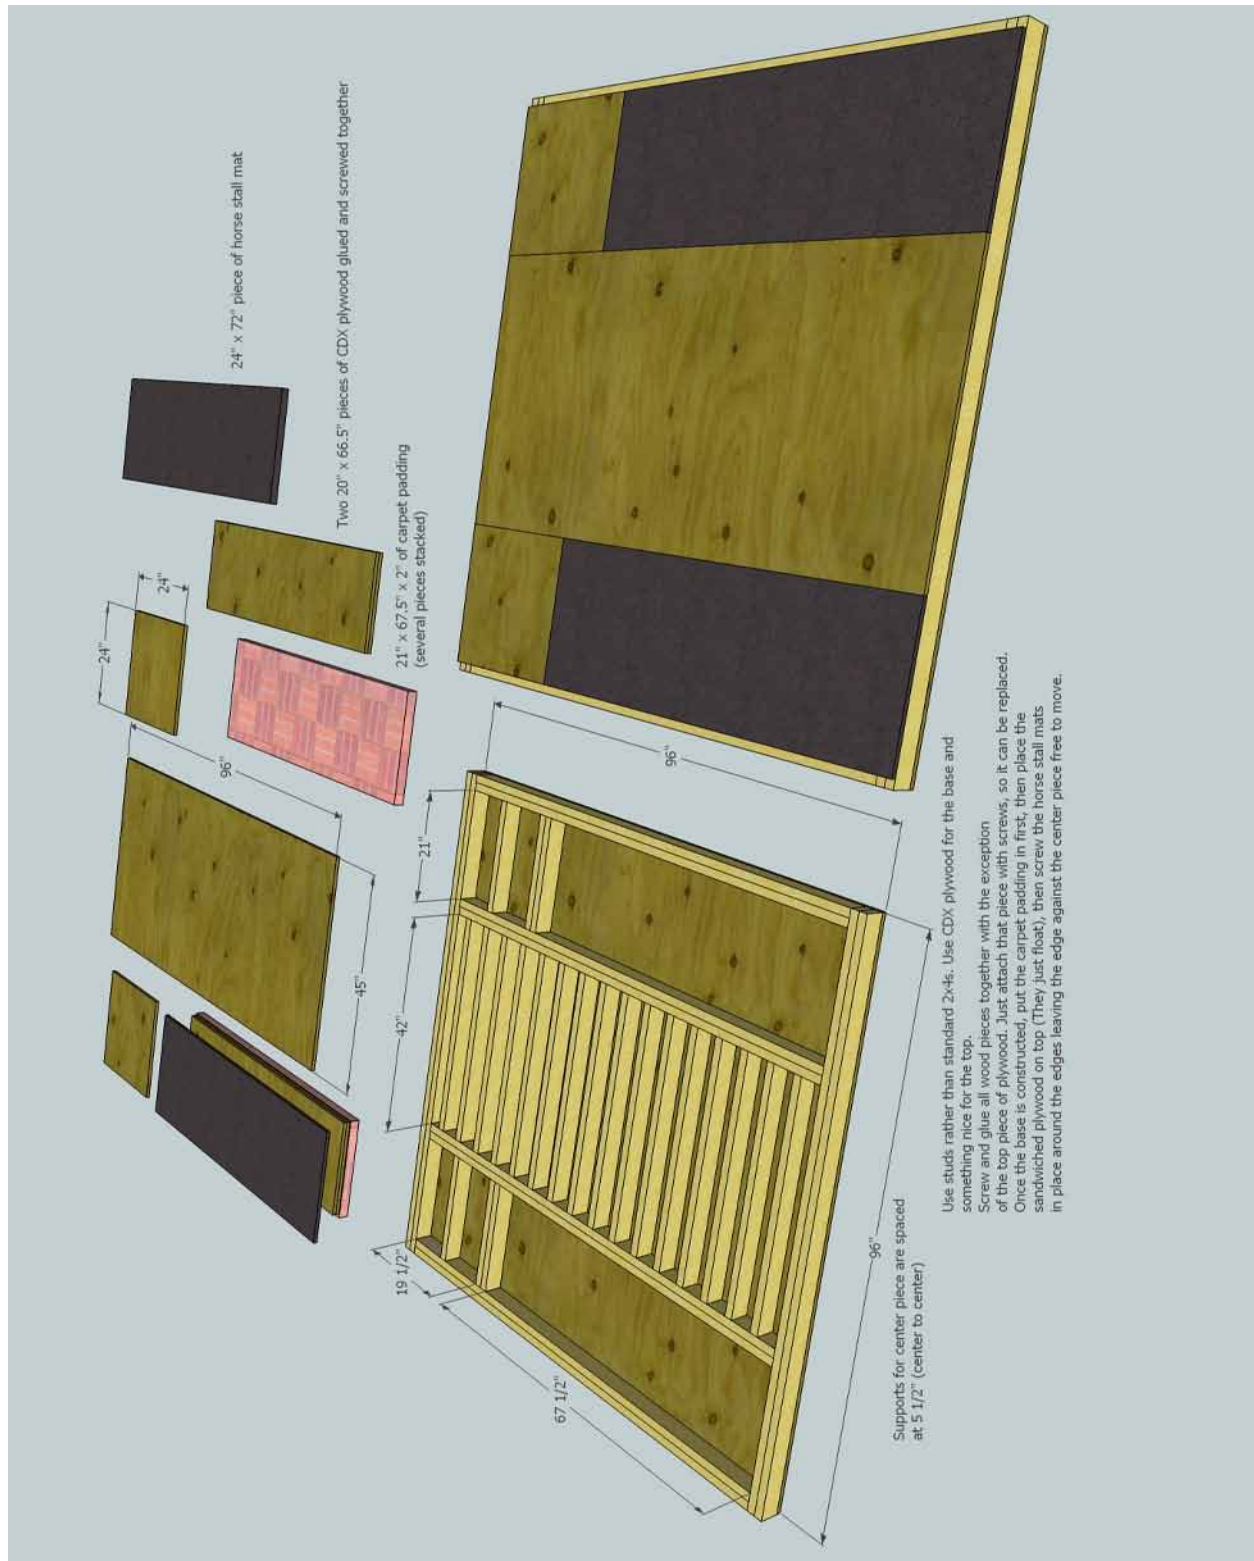 24" x 72" piece of horse stall mat
Two 20" x 66.5" pieces of CDX plywood glued and screwed together
21" x 67.5" x 2" of carpet padding
(several pieces stacked)
24"
24"
96"
45"
21"
42"
19 1/2"
67 1/2"
96"
96"
Supports for center piece are spaced
at 5 1/2" (center to center)
Use studs rather than standard 2x4s. Use CDX plywood for the base and
something nice for the top.
Screw and glue all wood pieces together with the exception
of the top piece of plywood. Just attach that piece with screws, so it can be replaced.
Once the base is constructed, put the carpet padding in first, then place the
sandwiched plywood on top (They just float), then screw the horse stall mats
in place around the edges leaving the edge against the center piece free to move.